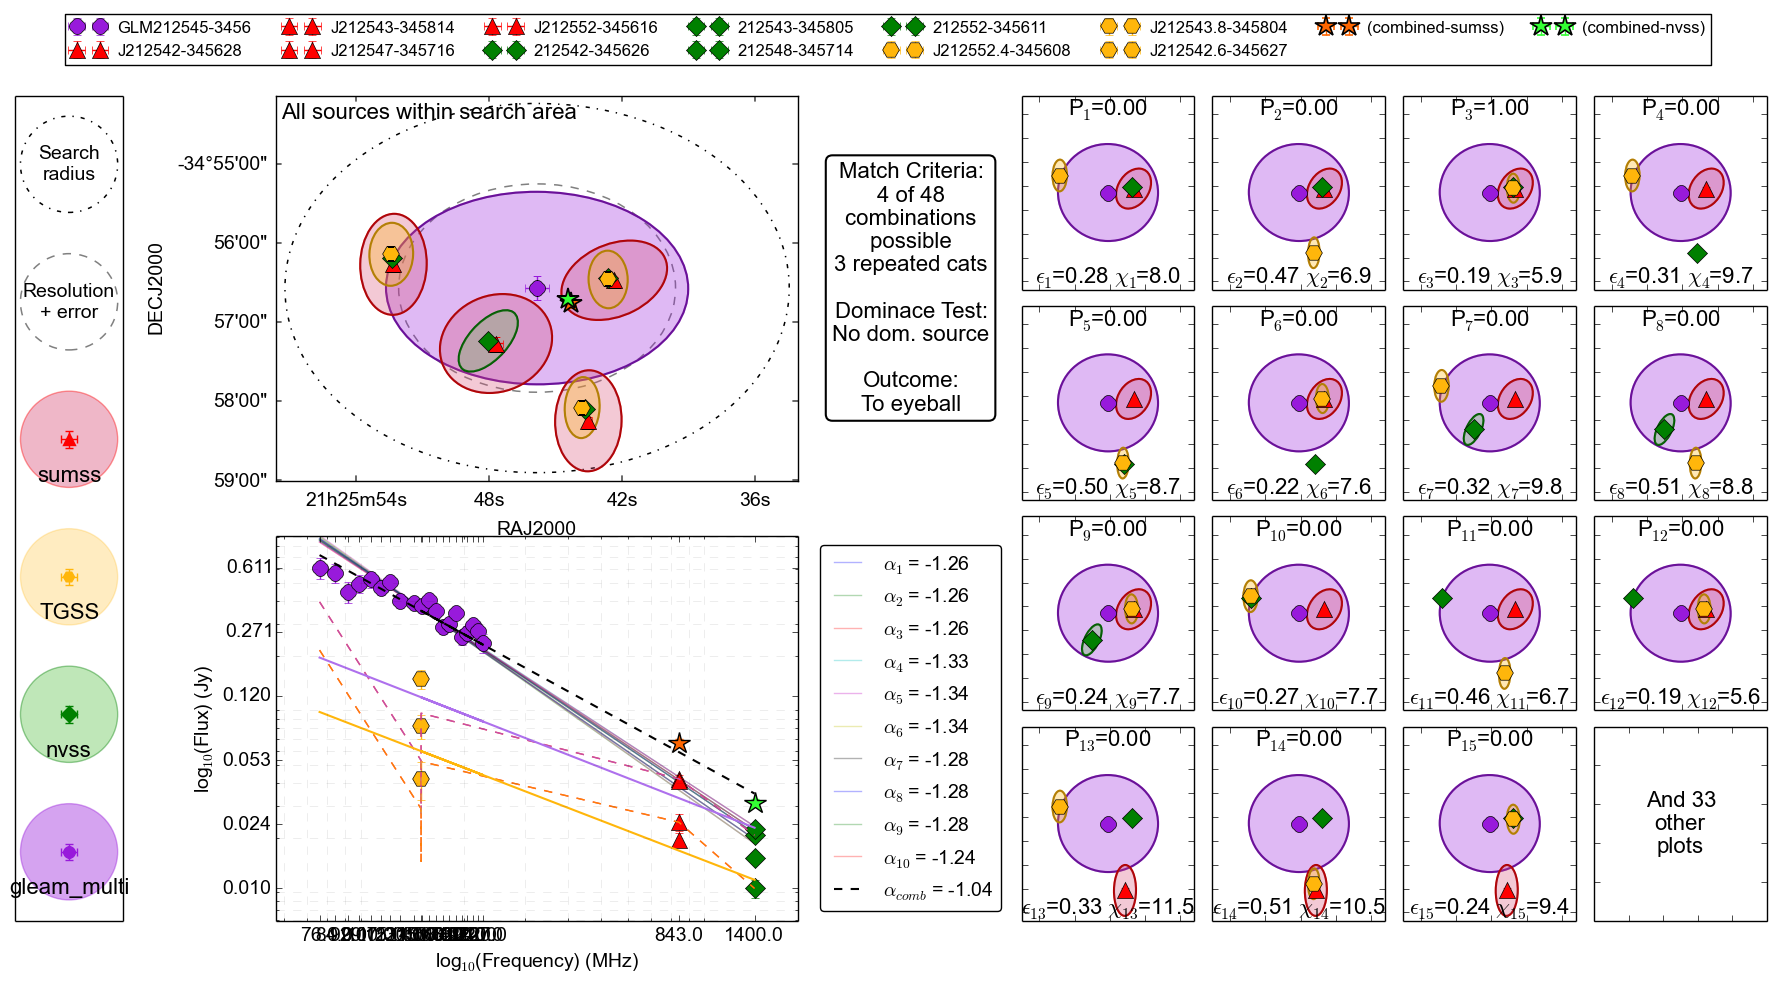 GLM212545-3456 J212543-345814 J212552-345616 212543-345805 212552-345611 J212543.8-345804 (combined-sumss) (combined-nvss)
J212542-345628 J212547-345716 212542-345626 212548-345714 J212552.4-345608 J212542.6-345627
Search
radius
Resolution
+ error
sumss
TGSS
nvss
gleam_multi
All sources within search area
DECJ2000
-34°55'00"
56'00"
57'00"
58'00"
59'00"
21h25m54s 48s 42s 36s
RAJ2000
Match Criteria:
4 of 48
combinations
possible
3 repeated cats
Dominace Test:
No dom. source
Outcome:
To eyeball
log10(Flux) (Jy)
0.611
0.271
0.120
0.053
0.024
0.010
843.0 1400.0
log10(Frequency) (MHz)
α1 = -1.26
α2 = -1.26
α3 = -1.26
α4 = -1.33
α5 = -1.34
α6 = -1.34
α7 = -1.28
α8 = -1.28
α9 = -1.28
α10 = -1.24
αcomb = -1.04
P1=0.00 P2=0.00 P3=1.00 P4=0.00
ϵ1=0.28 χ1=8.0 ϵ2=0.47 χ2=6.9 ϵ3=0.19 χ3=5.9 ϵ4=0.31 χ4=9.7
P5=0.00 P6=0.00 P7=0.00 P8=0.00
ϵ5=0.50 χ5=8.7 ϵ6=0.22 χ6=7.6 ϵ7=0.32 χ7=9.8 ϵ8=0.51 χ8=8.8
P9=0.00 P10=0.00 P11=0.00 P12=0.00
ϵ9=0.24 χ9=7.7 ϵ10=0.27 χ10=7.7 ϵ11=0.46 χ11=6.7 ϵ12=0.19 χ12=5.6
P13=0.00 P14=0.00 P15=0.00
ϵ13=0.33 χ13=11.5 ϵ14=0.51 χ14=10.5 ϵ15=0.24 χ15=9.4
And 33
other
plots